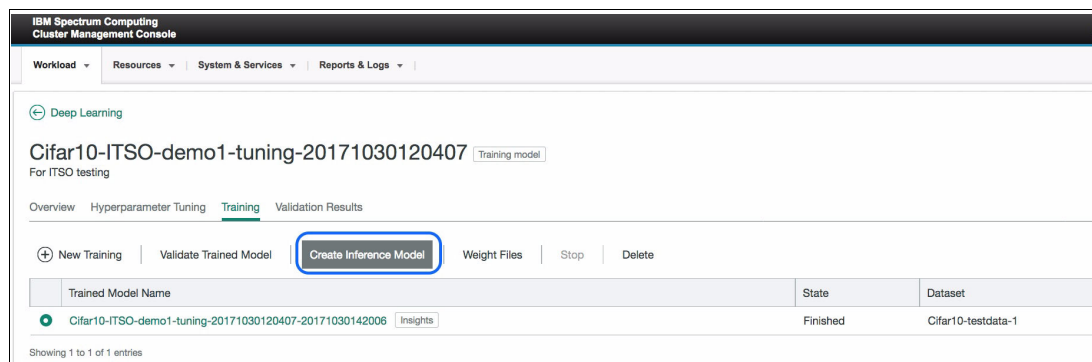 IBM Spectrum Computing
Cluster Management Console
Workload Resources System & Services Reports & Logs
Deep Learning
Cifar10-ITSO-demo1-tuning-20171030120407 Training model
For ITSO testing
Overview Hyperparameter Tuning Training Validation Results
New Training Validate Trained Model Create Inference Model Weight Files Stop Delete
Trained Model Name State Dataset
Cifar10-ITSO-demo1-tuning-20171030120407-20171030142006 Insights Finished Cifar10-testdata-1
Showing 1 to 1 of 1 entries